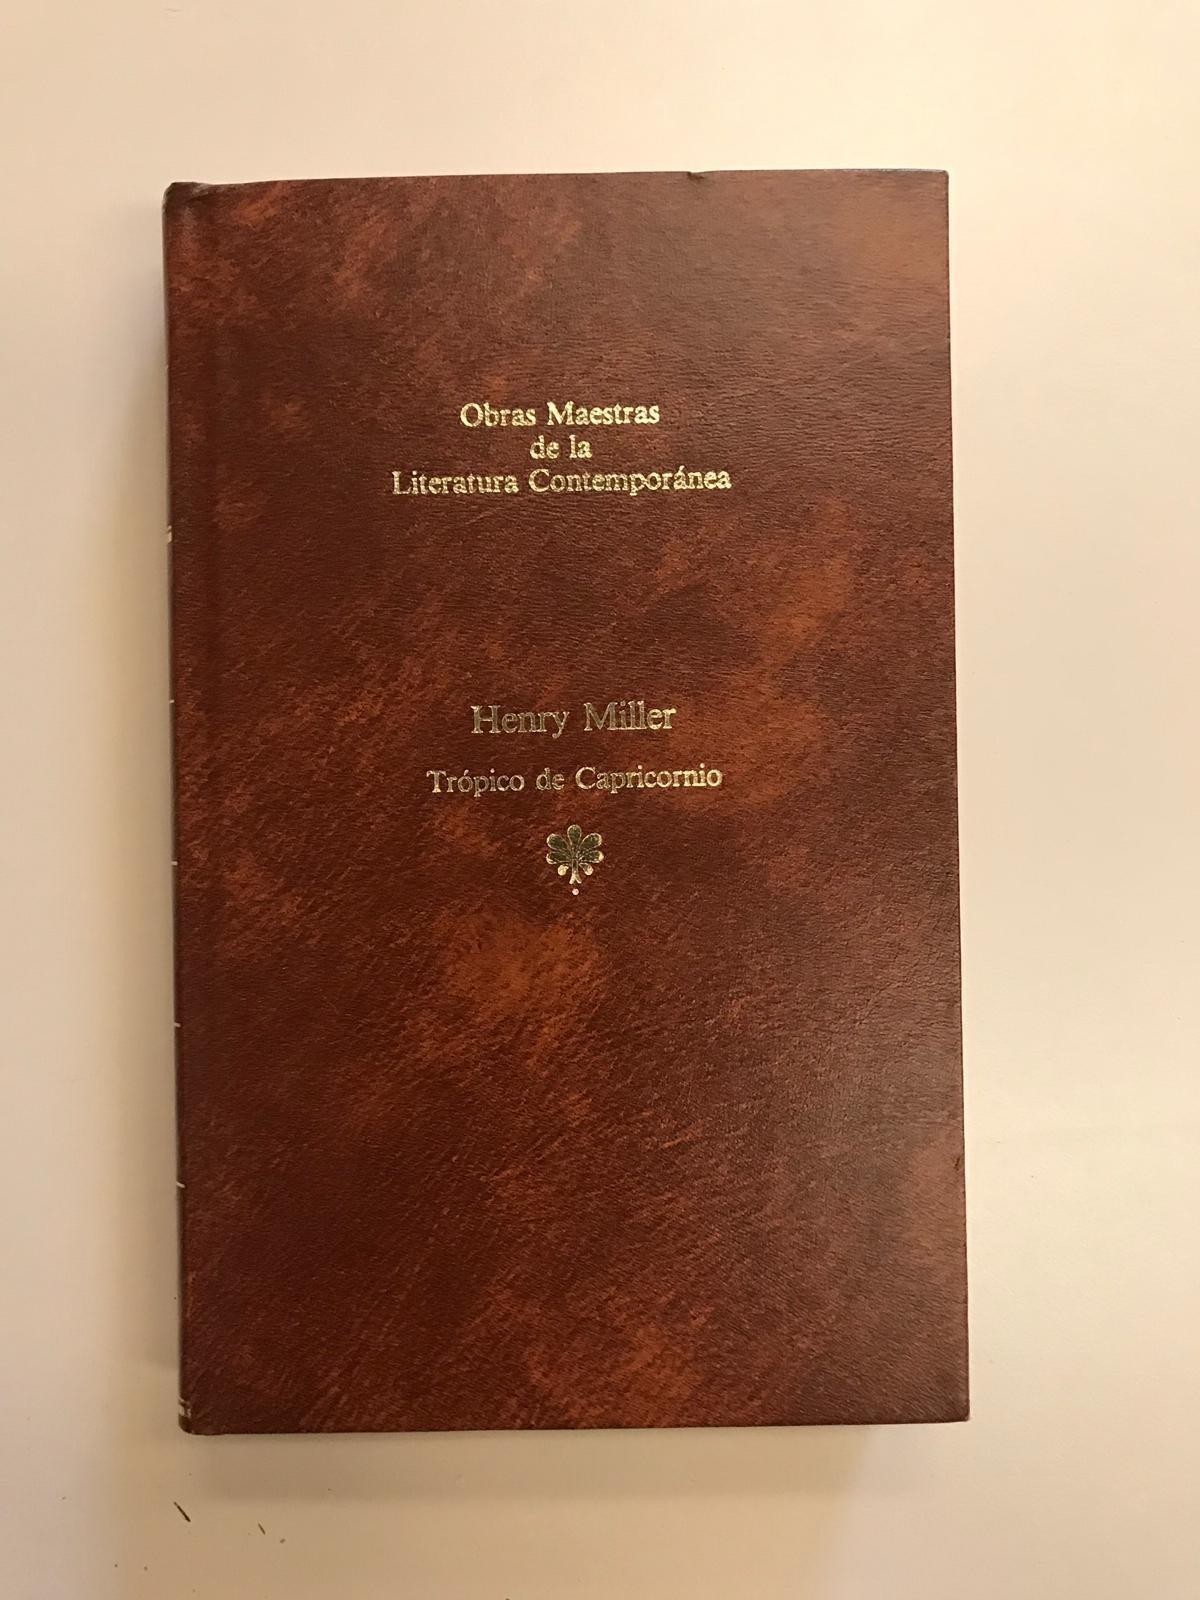 Obras Maestras
de la
Literatura Contemporánea
Henry Miller
Trópico de Capricornio